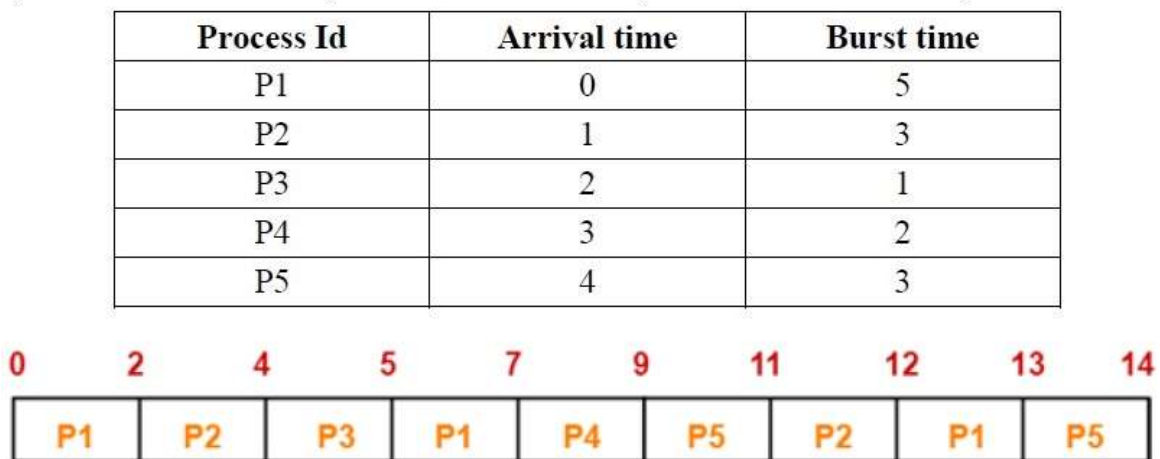 Process Id Arrival time Burst time
P1 0 5
P2 1 3
P3 2 1
P4 3 2
P5 4 3
0 2 4 5 7 9 11 12 13 14
P1 P2 P3 P1 P4 P5 P2 P1 P5